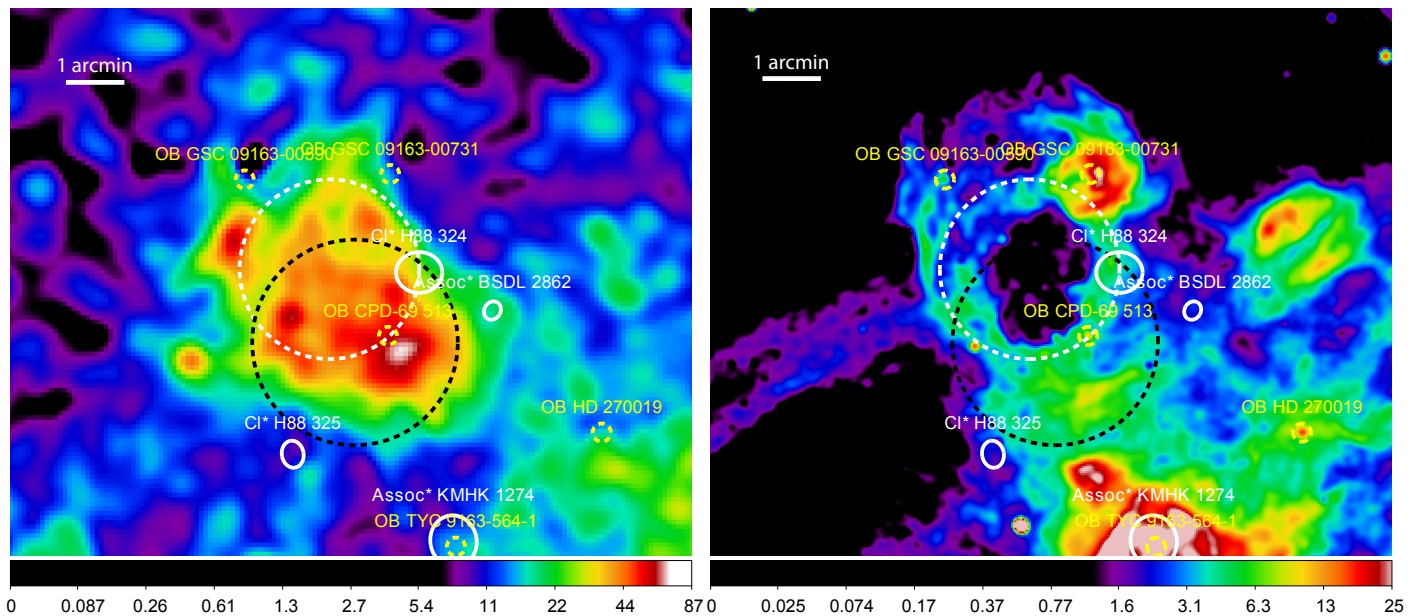 1 arcmin
OB GSC 09163-00590
OB GSC 09163-00731
Cl* H88 324
Assoc* BSDL 2862
OB CPD-69 513
OB HD 270019
Cl* H88 325
Assoc* KMHK 1274
OB TYC 9163-564-1
0 0.087 0.26 0.61 1.3 2.7 5.4 11 22 44 87
1 arcmin
OB GSC 09163-00590
OB GSC 09163-00731
Cl* H88 324
Assoc* BSDL 2862
OB CPD-69 513
OB HD 270019
Cl* H88 325
Assoc* KMHK 1274
OB TYC 9163-564-1
0 0.025 0.074 0.17 0.37 0.77 1.6 3.1 6.3 13 25